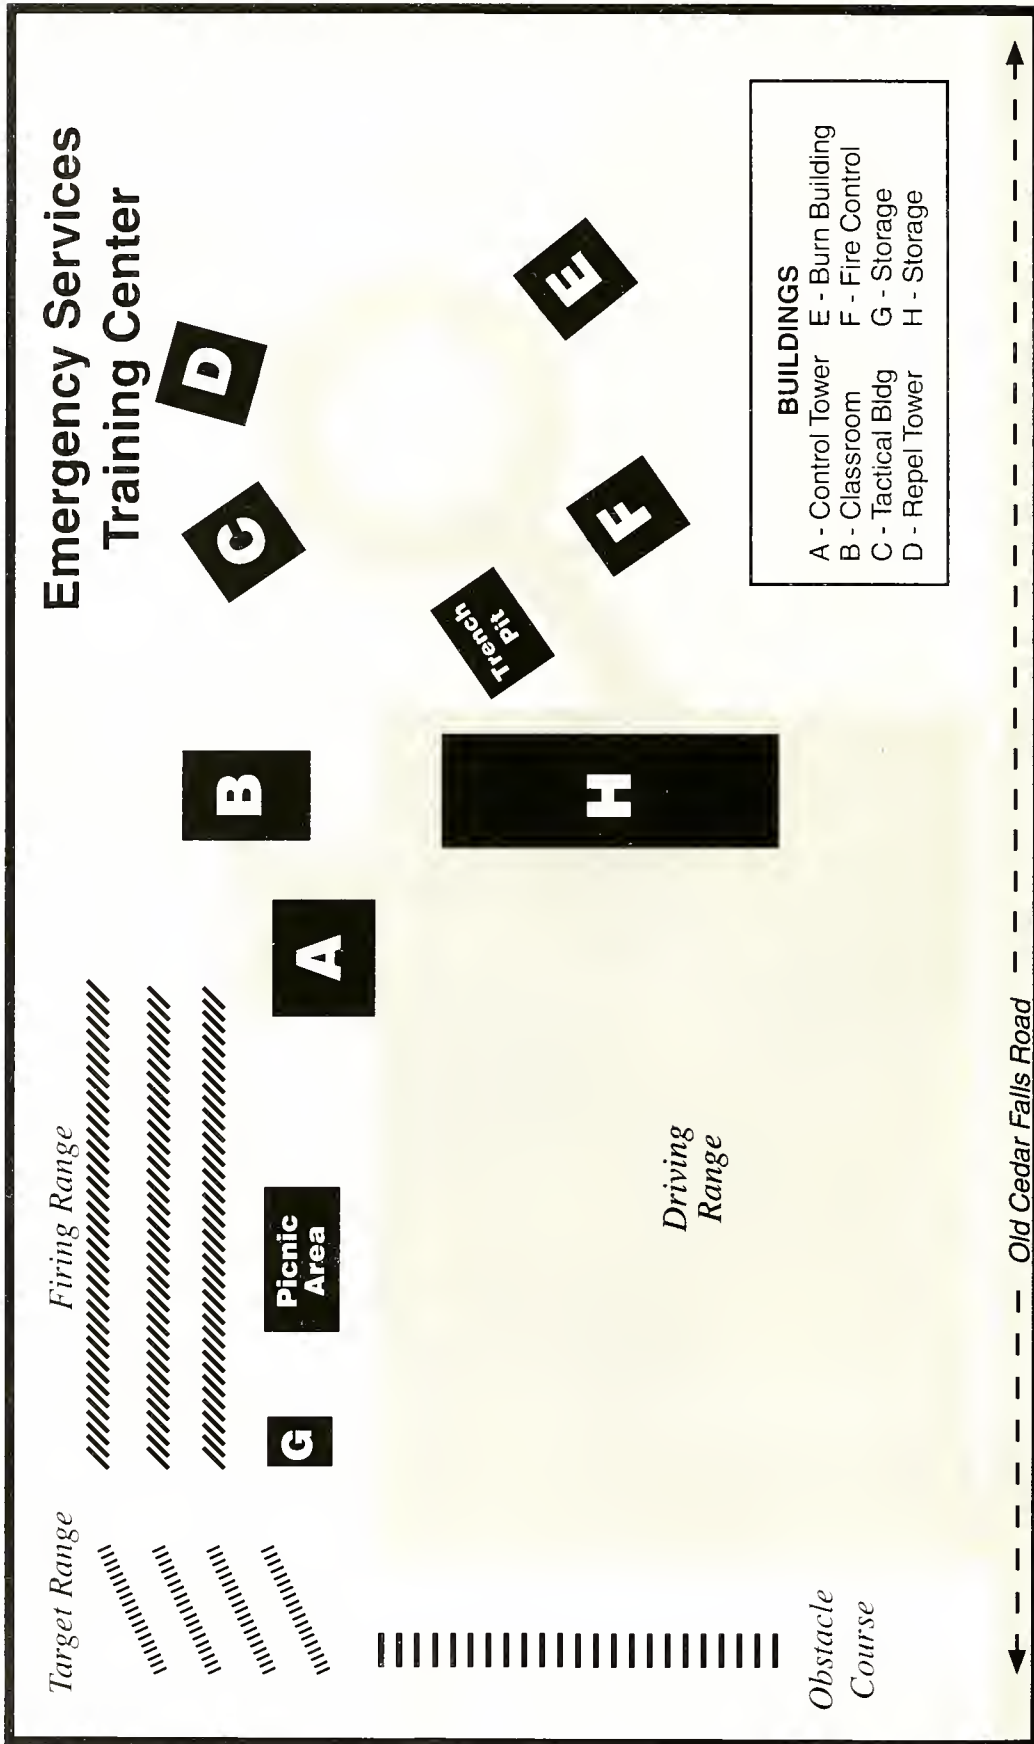 Emergency Services
Training Center
Target Range
Firing Range
G
Picnic
Area
A
B
C
D
Trench
Pit
E
F
H
Driving
Range
Obstacle
Course
BUILDINGS
A - Control Tower E - Burn Building
B - Classroom F - Fire Control
C - Tactical Bldg G - Storage
D - Repel Tower H - Storage
Old Cedar Falls Road